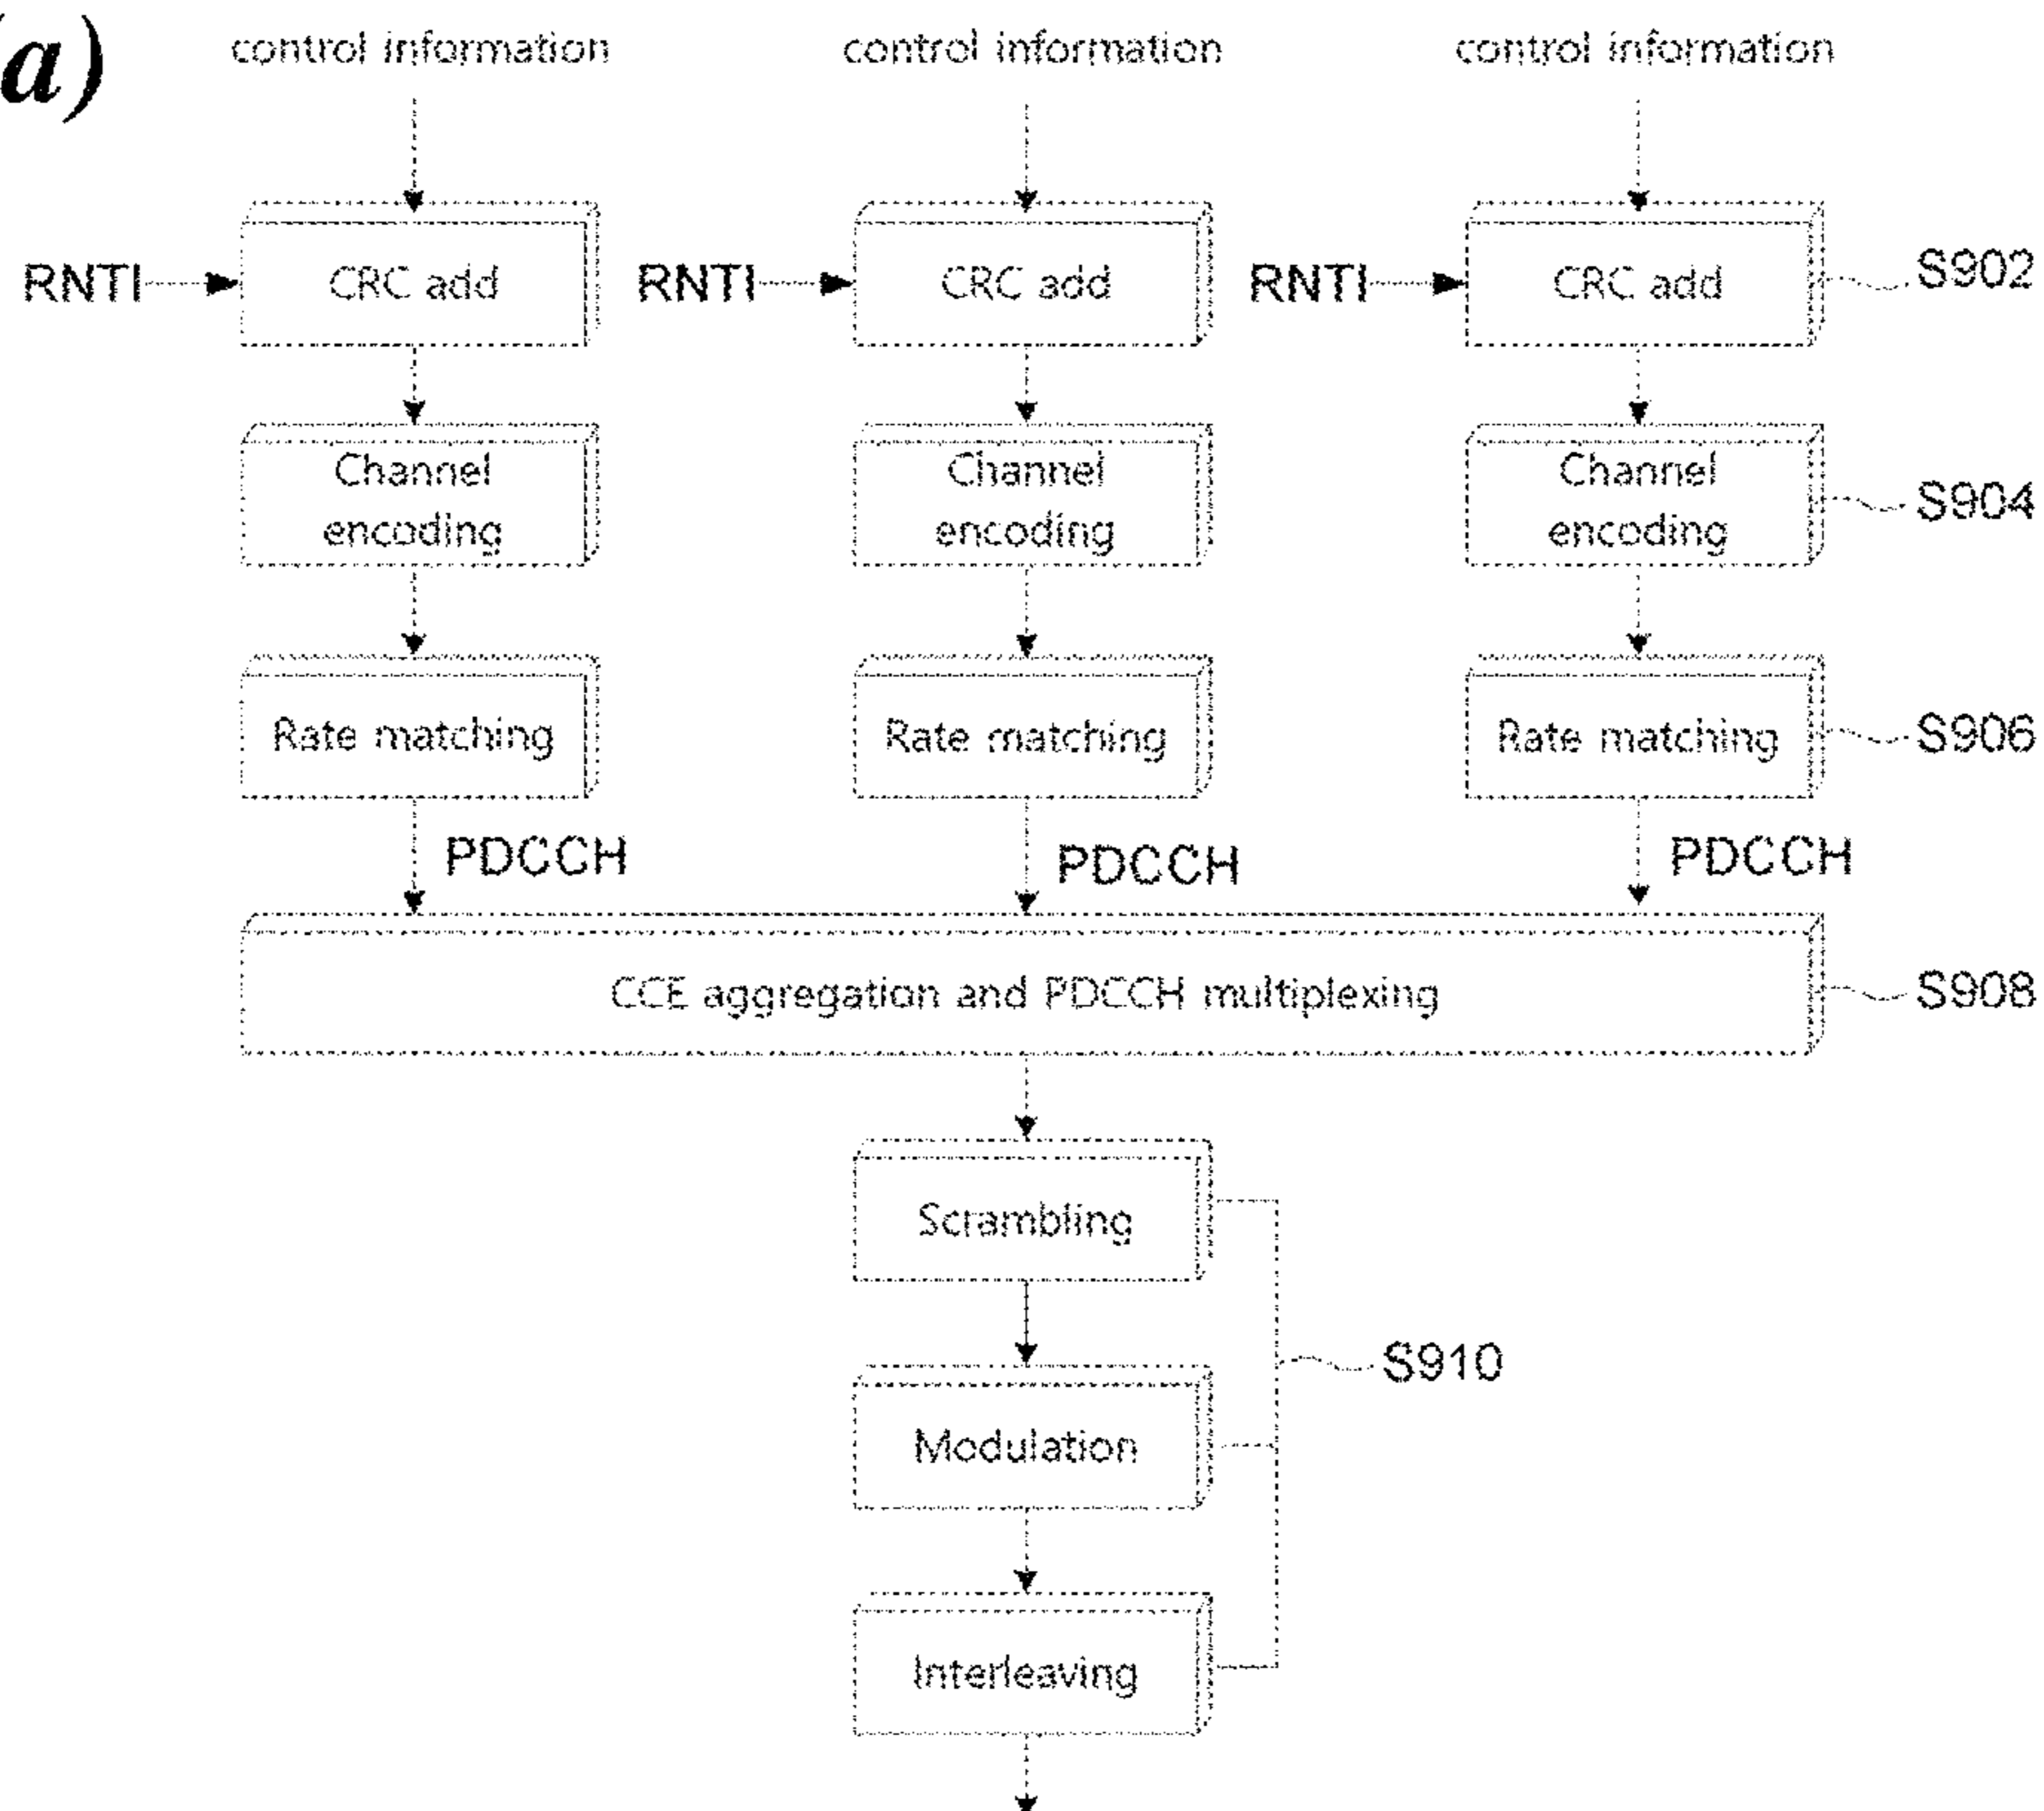 (a)
control information control information control information
RNTI CRC add RNTI CRC add RNTI CRC add S902
Channel encoding Channel encoding Channel encoding S904
Rate matching Rate matching Rate matching S906
PDCCH PDCCH PDCCH
CCE aggregation and PDCCH multiplexing S908
Scrambling
S910
Modulation
Interleaving